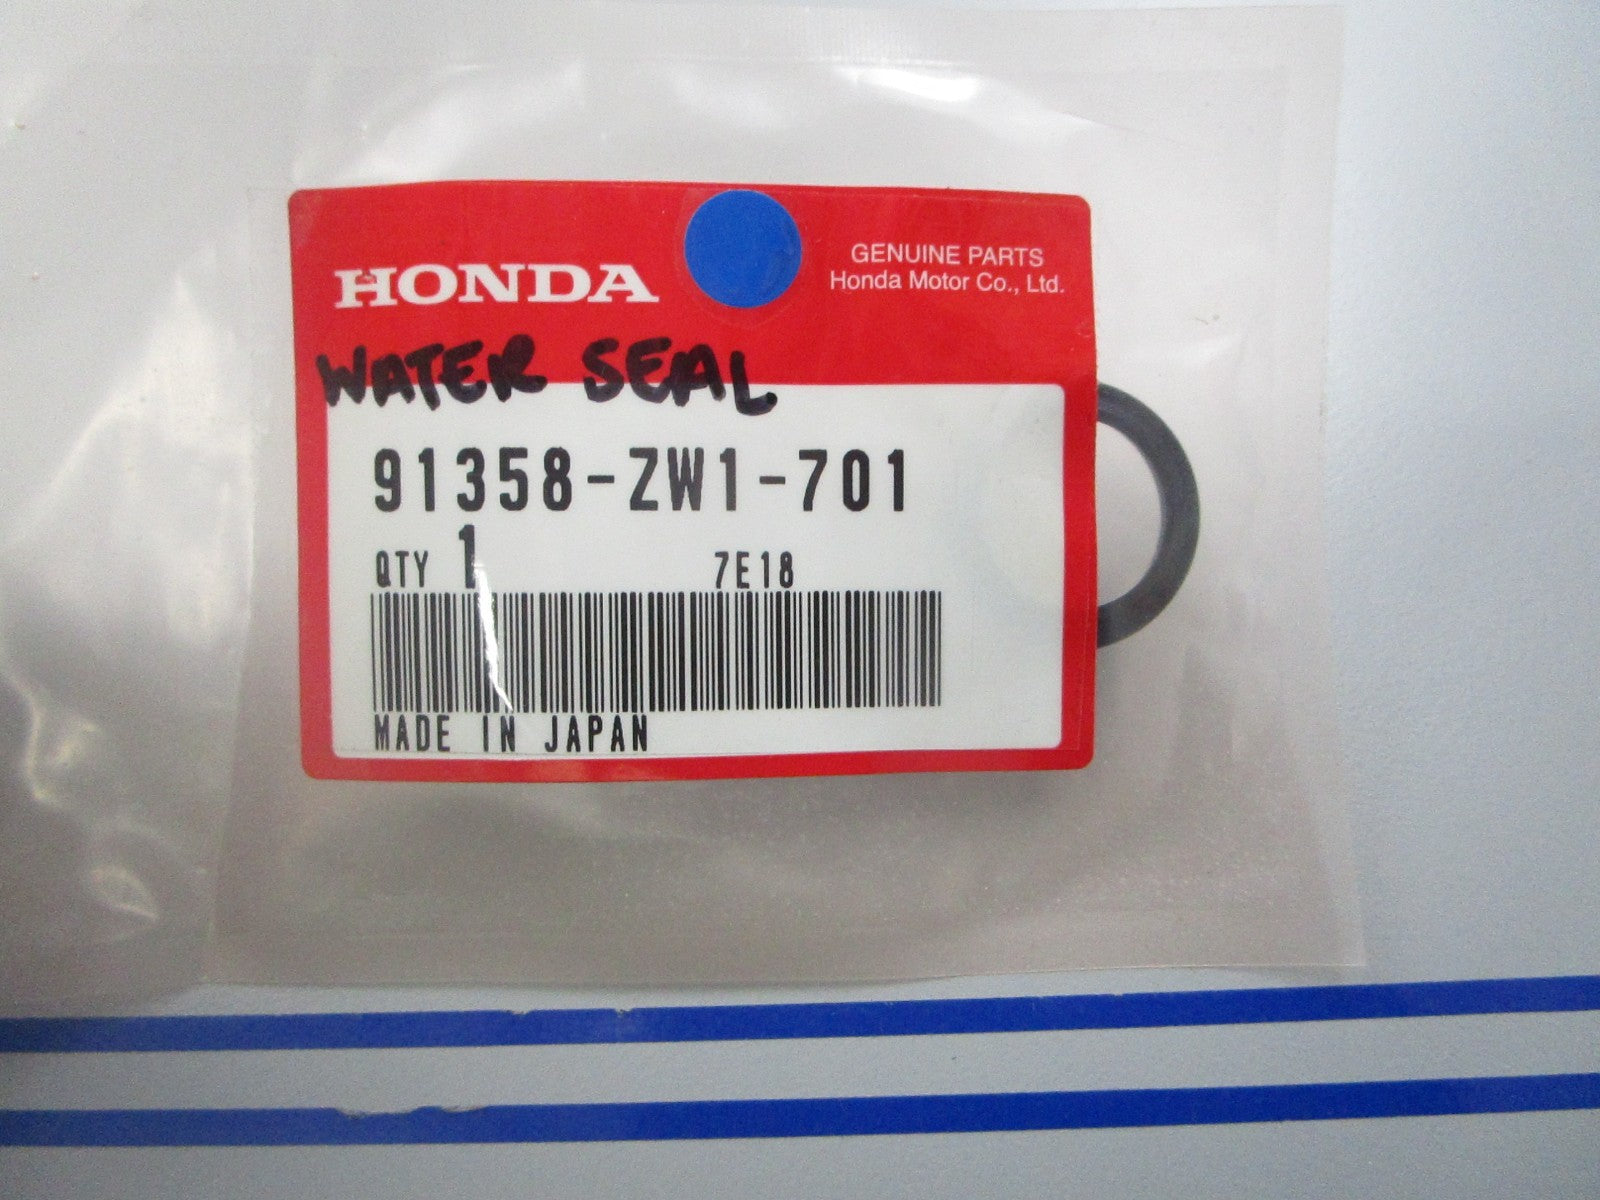 HONDA
GENUINE PARTS
Honda Motor Co., Ltd.
WATER SEAL
91358-ZW1-701
QTY 1 7E18
MADE IN JAPAN